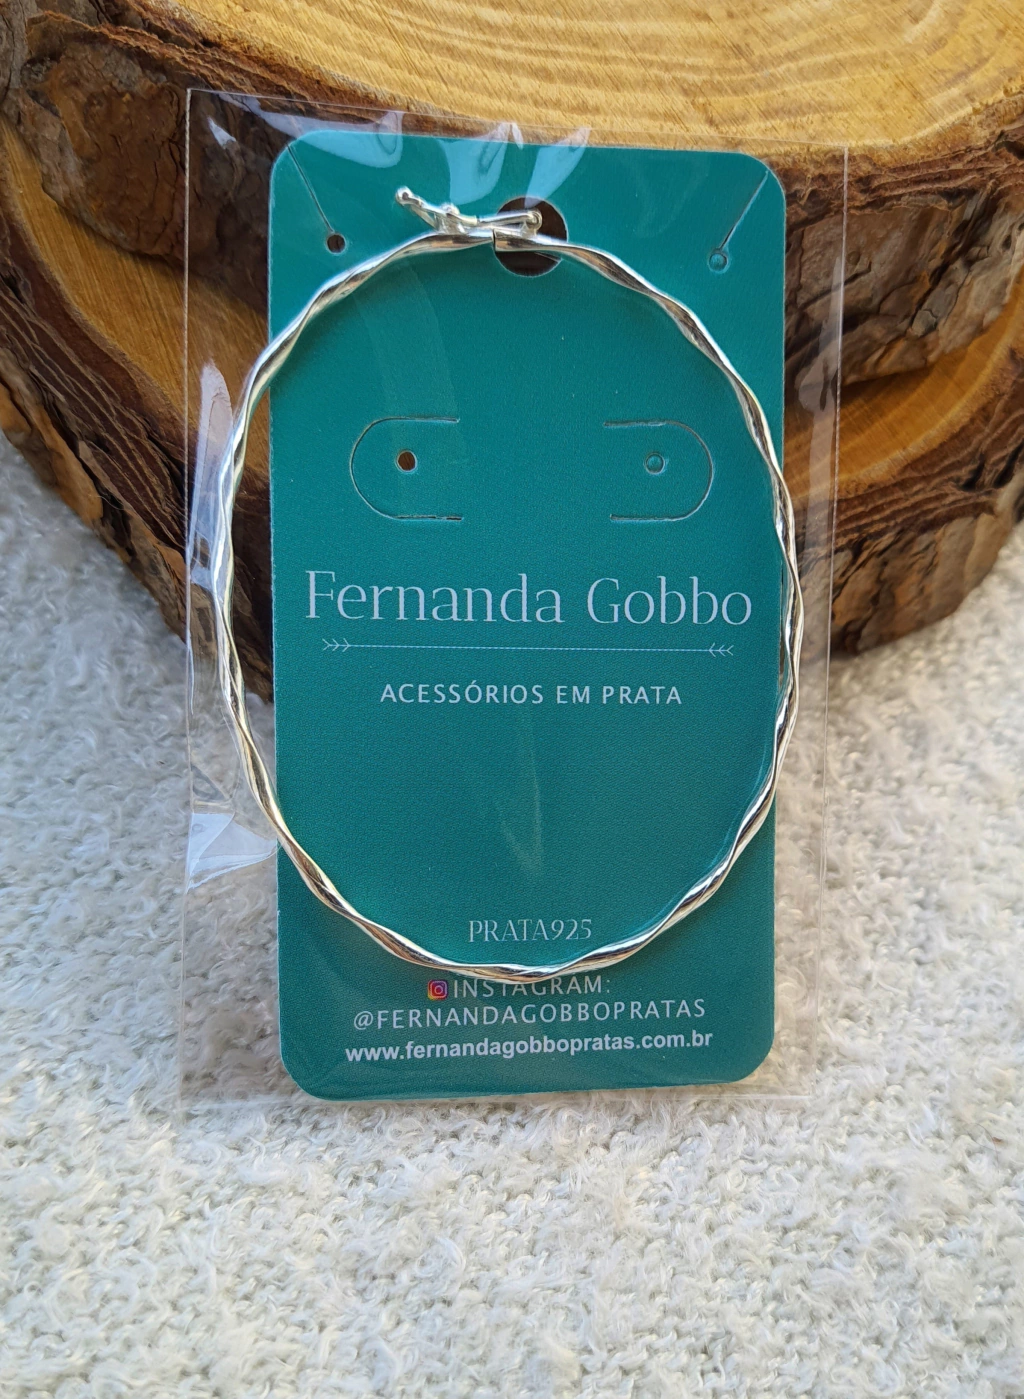 Fernanda Gobbo
ACESSÓRIOS EM PRATA
PRATA925
INSTAGRAM:
@FERNANDAGOBBOPRATAS
www.fernandagobbopratas.com.br